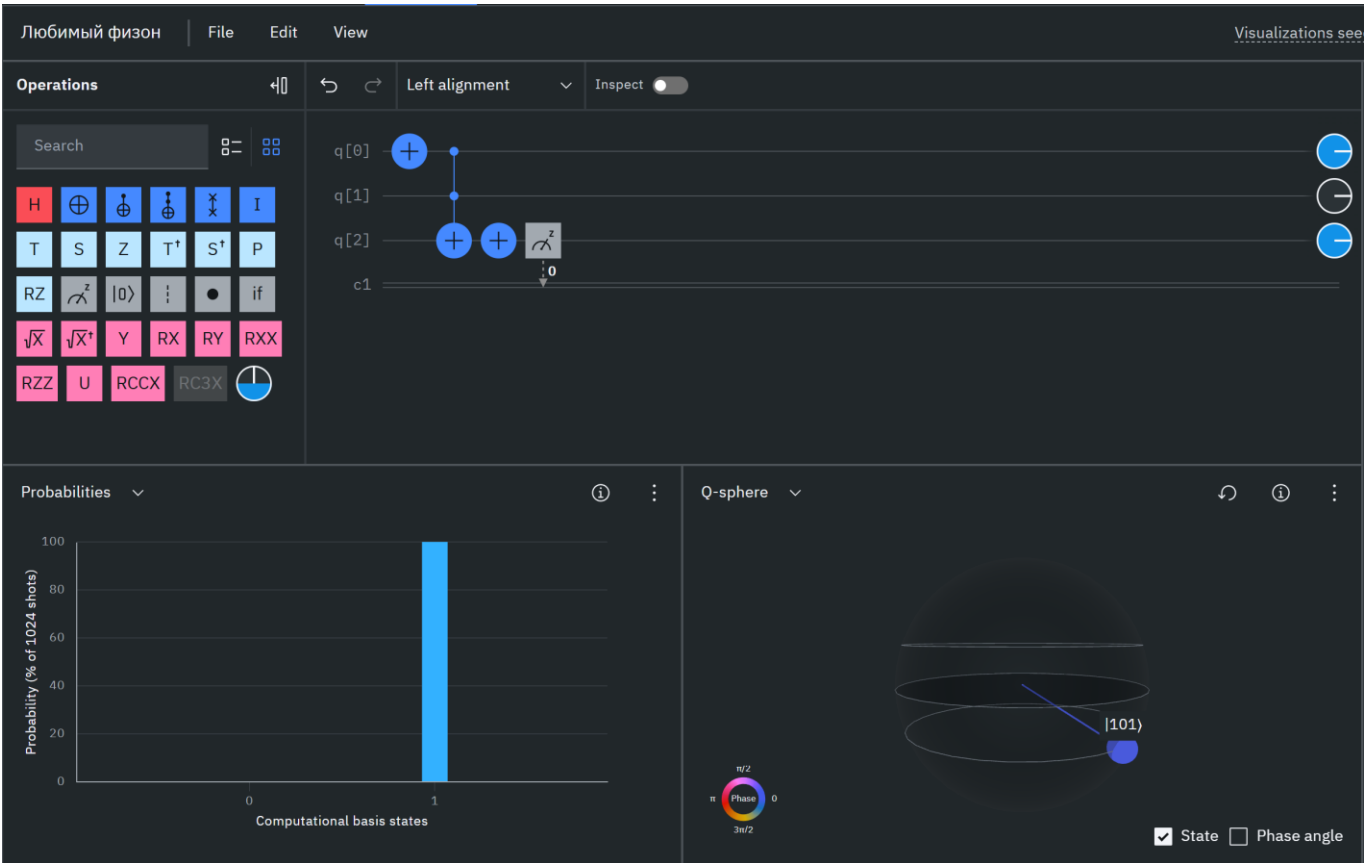 Любимый физон File Edit View Visualizations see
Operations Left alignment Inspect
Search
q[0]
q[1]
q[2]
c1
0
z
H I
T S Z T† S† P
RZ z |0⟩ if
√X √X† Y RX RY RXX
RZZ U RCCX RC3X
Probabilities
Probability (% of 1024 shots)
100
80
60
40
20
0
0 1
Computational basis states
Q-sphere
|101⟩
π/2
π Phase 0
3π/2
State Phase angle